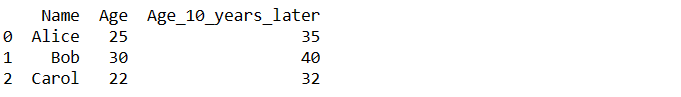 Name  Age  Age_10_years_later
0  Alice   25                  35
1    Bob   30                  40
2  Carol   22                  32